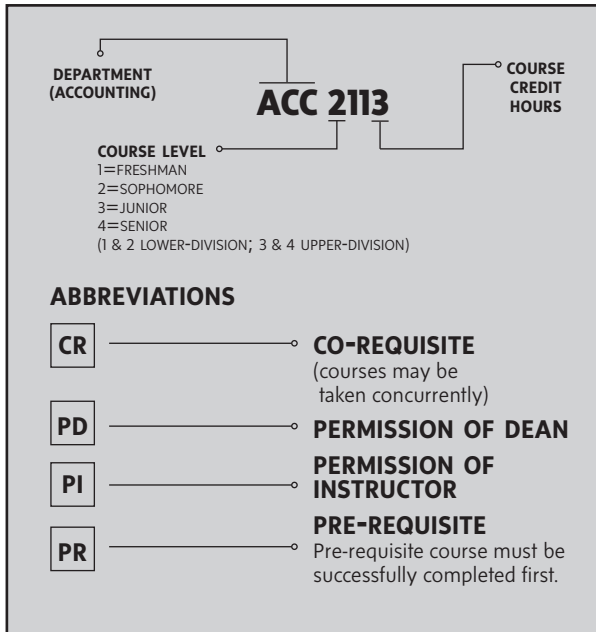 DEPARTMENT
(ACCOUNTING)
ACC 2113
COURSE
CREDIT
HOURS
COURSE LEVEL
1=FRESHMAN
2=SOPHOMORE
3=JUNIOR
4=SENIOR
(1 & 2 LOWER-DIVISION; 3 & 4 UPPER-DIVISION)
ABBREVIATIONS
CR
CO-REQUISITE
(courses may be
taken concurrently)
PD
PERMISSION OF DEAN
PI
PERMISSION OF
INSTRUCTOR
PR
PRE-REQUISITE
Pre-requisite course must be
successfully completed first.